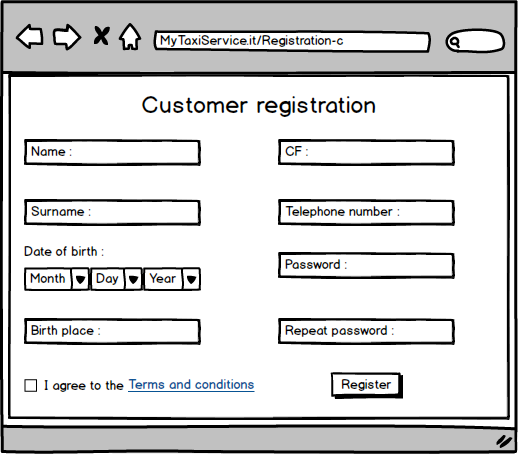 MyTaxiService.it/Registration-c
Customer registration
Name :
CF :
Surname :
Telephone number :
Date of birth :
Month Day Year
Password :
Birth place :
Repeat password :
I agree to the Terms and conditions
Register